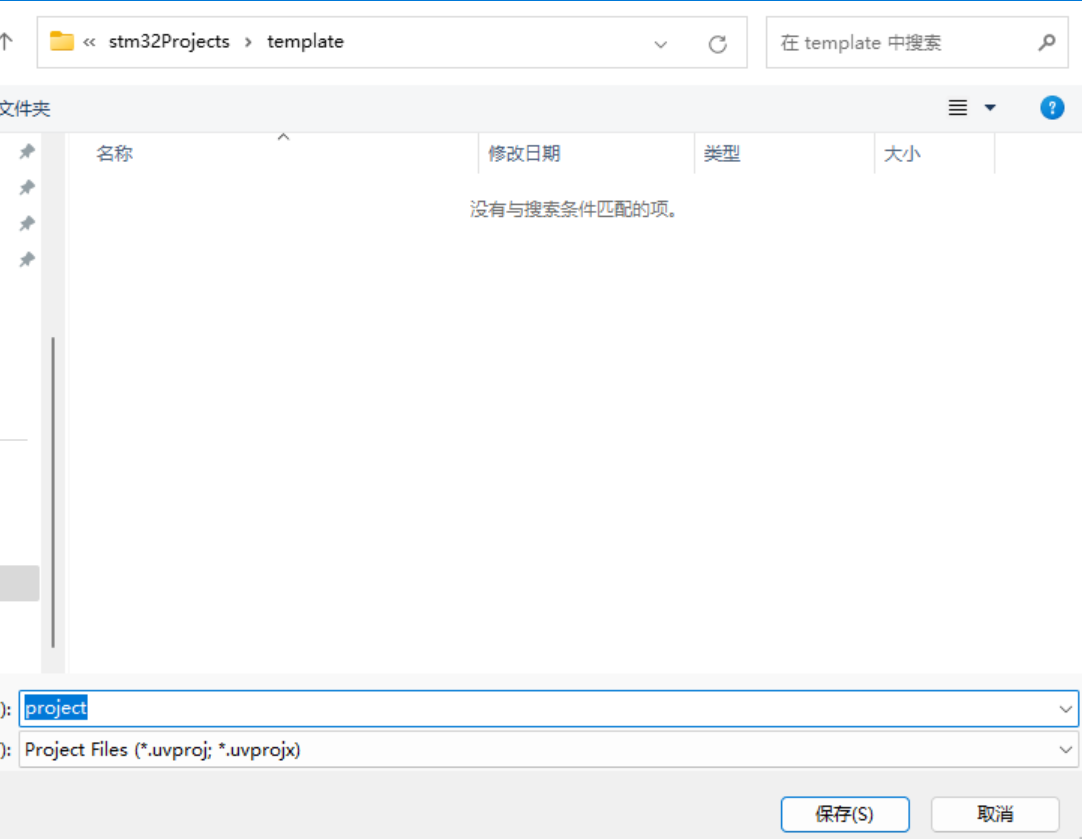 « stm32Projects › template
在 template 中搜索
文件夹
?
名称 修改日期 类型 大小
没有与搜索条件匹配的项。
): project
): Project Files (*.uvproj; *.uvprojx)
保存(S) 取消